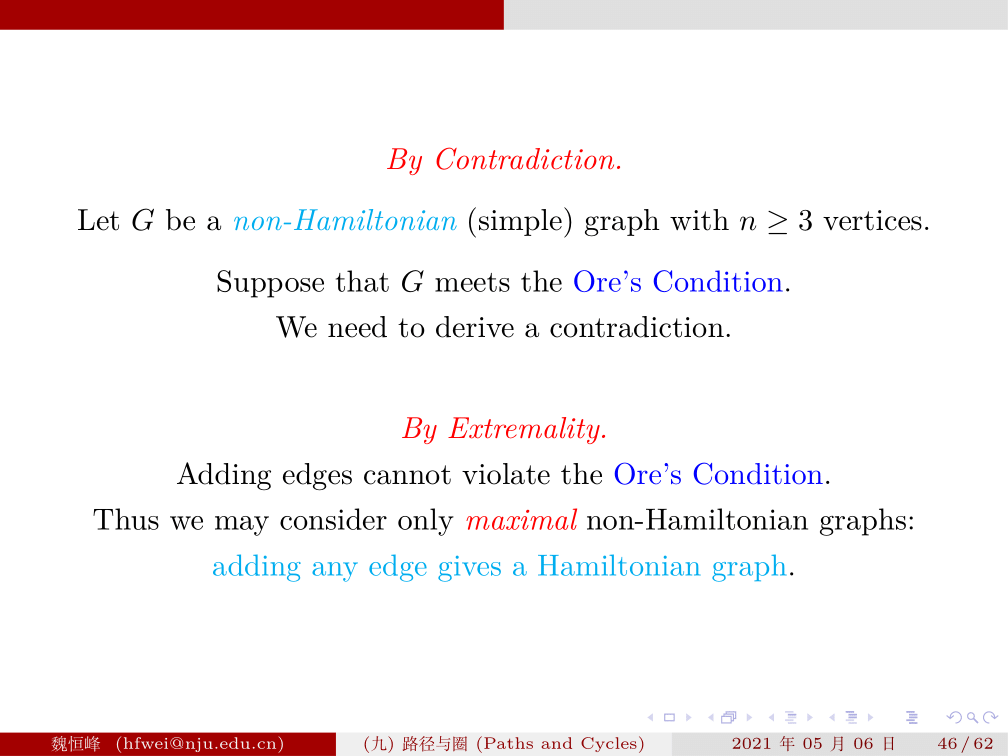 By Contradiction.
Let G be a non-Hamiltonian (simple) graph with n ≥ 3 vertices.
Suppose that G meets the Ore's Condition.
We need to derive a contradiction.
By Extremality.
Adding edges cannot violate the Ore's Condition.
Thus we may consider only maximal non-Hamiltonian graphs:
adding any edge gives a Hamiltonian graph.
魏恒峰 (hfwei@nju.edu.cn) (九) 路径与圈 (Paths and Cycles) 2021 年 05 月 06 日 46 / 62